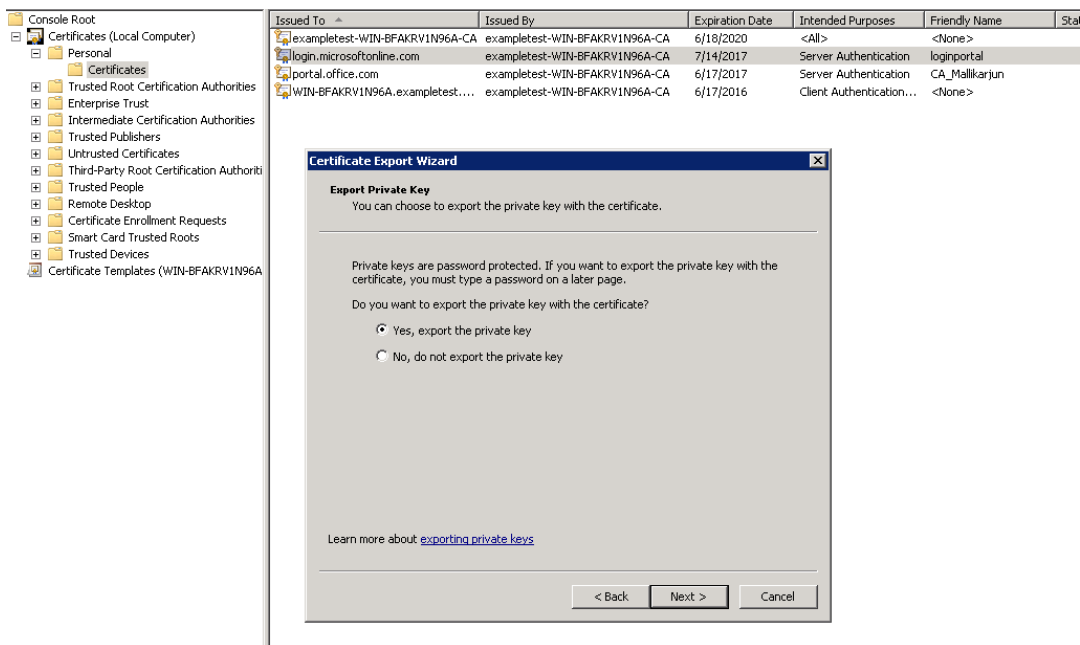 Console Root
Certificates (Local Computer)
Personal
Certificates
Trusted Root Certification Authorities
Enterprise Trust
Intermediate Certification Authorities
Trusted Publishers
Untrusted Certificates
Third-Party Root Certification Authoriti
Trusted People
Remote Desktop
Certificate Enrollment Requests
Smart Card Trusted Roots
Trusted Devices
Certificate Templates (WIN-BFAKRV1N96A
Issued To Issued By Expiration Date Intended Purposes Friendly Name Stat
exampletest-WIN-BFAKRV1N96A-CA exampletest-WIN-BFAKRV1N96A-CA 6/18/2020 <All> <None>
login.microsoftonline.com exampletest-WIN-BFAKRV1N96A-CA 7/14/2017 Server Authentication loginportal
portal.office.com exampletest-WIN-BFAKRV1N96A-CA 6/17/2017 Server Authentication CA_Mallikarjun
WIN-BFAKRV1N96A.exampletest.... exampletest-WIN-BFAKRV1N96A-CA 6/17/2016 Client Authentication... <None>
Certificate Export Wizard
Export Private Key
You can choose to export the private key with the certificate.
Private keys are password protected. If you want to export the private key with the
certificate, you must type a password on a later page.
Do you want to export the private key with the certificate?
Yes, export the private key
No, do not export the private key
Learn more about exporting private keys
< Back Next > Cancel